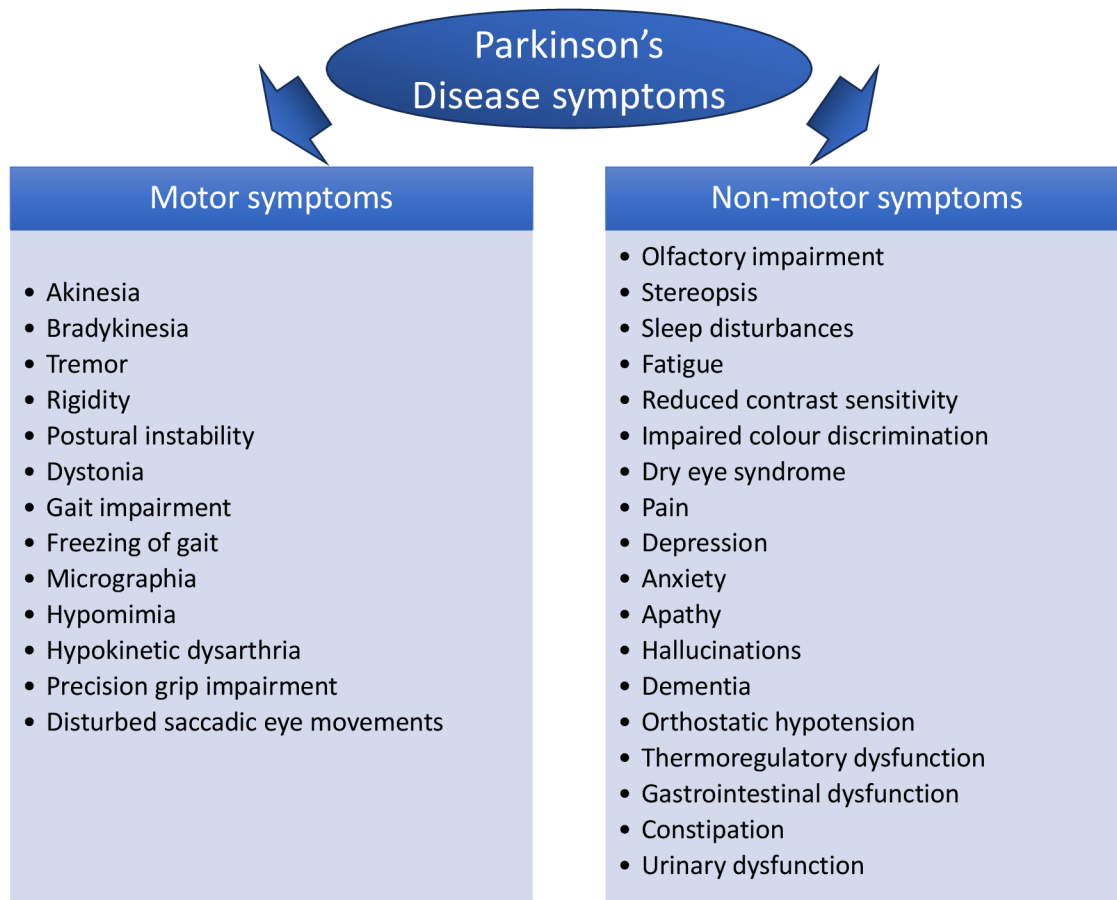 Parkinson’s
Disease symptoms
Motor symptoms
• Akinesia
• Bradykinesia
• Tremor
• Rigidity
• Postural instability
• Dystonia
• Gait impairment
• Freezing of gait
• Micrographia
• Hypomimia
• Hypokinetic dysarthria
• Precision grip impairment
• Disturbed saccadic eye movements
Non-motor symptoms
• Olfactory impairment
• Stereopsis
• Sleep disturbances
• Fatigue
• Reduced contrast sensitivity
• Impaired colour discrimination
• Dry eye syndrome
• Pain
• Depression
• Anxiety
• Apathy
• Hallucinations
• Dementia
• Orthostatic hypotension
• Thermoregulatory dysfunction
• Gastrointestinal dysfunction
• Constipation
• Urinary dysfunction